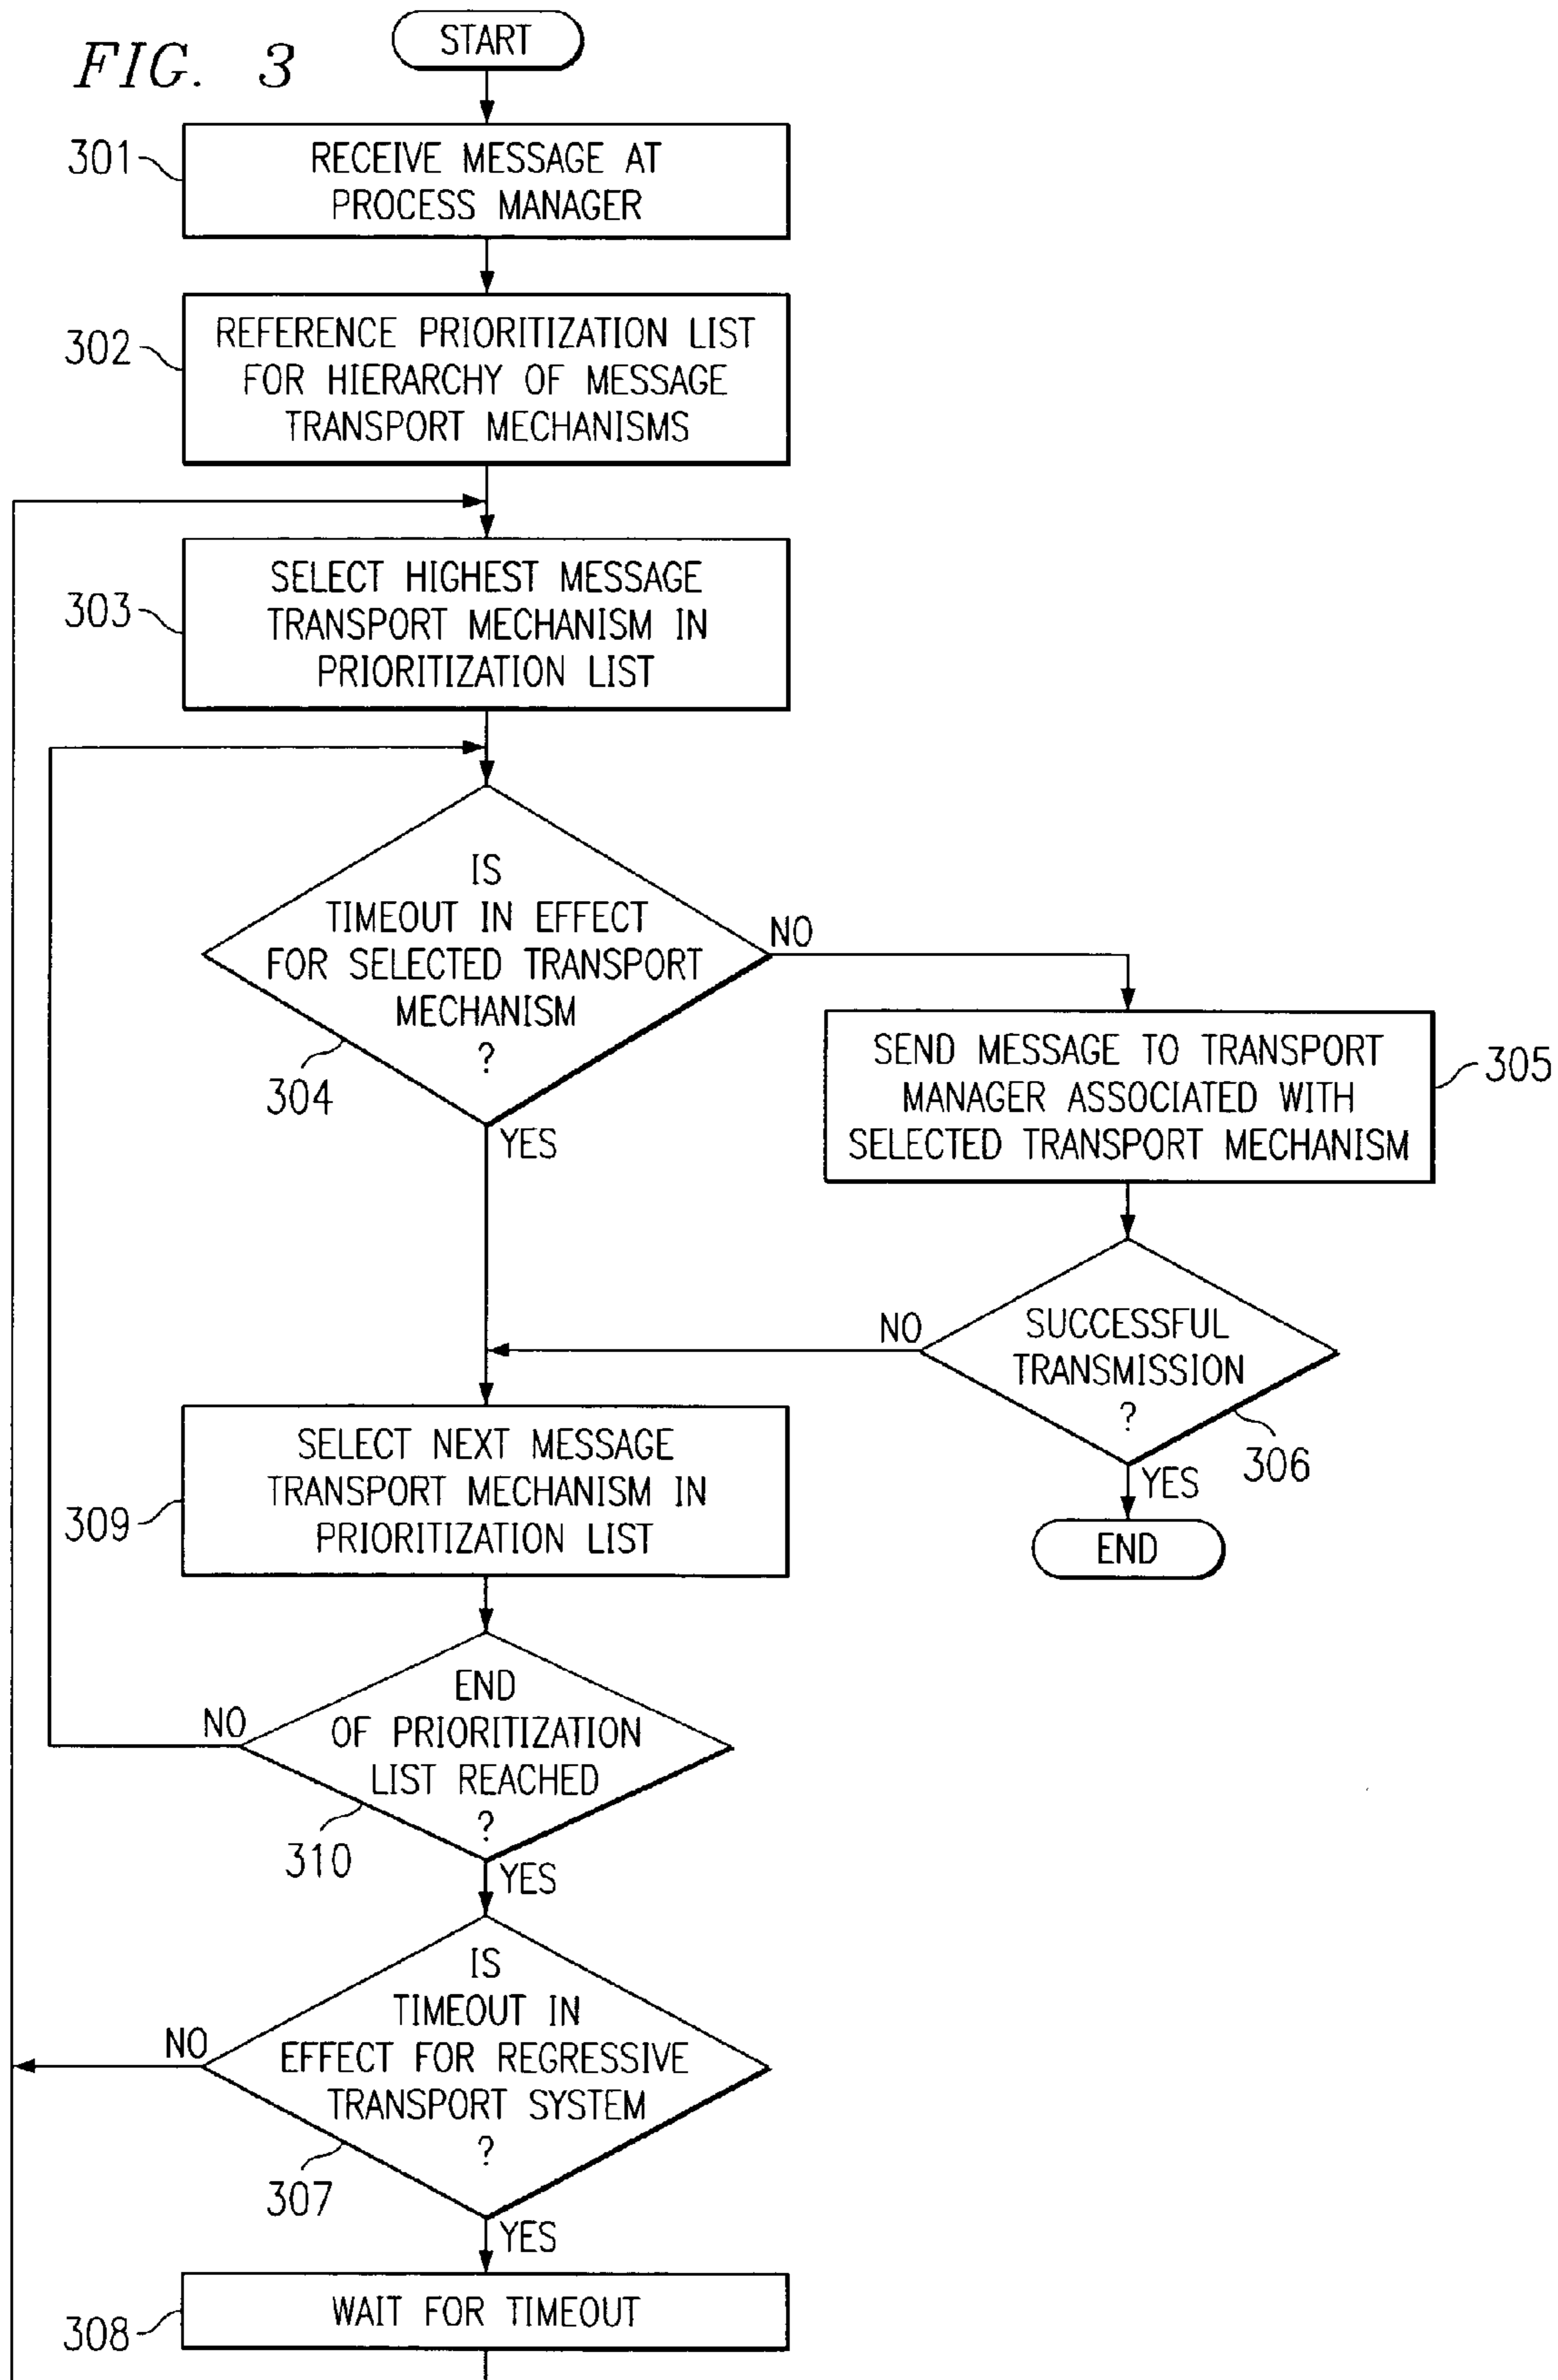 FIG. 3
START
301
RECEIVE MESSAGE AT
PROCESS MANAGER
302
REFERENCE PRIORITIZATION LIST
FOR HIERARCHY OF MESSAGE
TRANSPORT MECHANISMS
303
SELECT HIGHEST MESSAGE
TRANSPORT MECHANISM IN
PRIORITIZATION LIST
IS
TIMEOUT IN EFFECT
FOR SELECTED TRANSPORT
MECHANISM
?
304
NO
YES
SEND MESSAGE TO TRANSPORT
MANAGER ASSOCIATED WITH
SELECTED TRANSPORT MECHANISM
305
SUCCESSFUL
TRANSMISSION
?
306
NO
YES
END
309
SELECT NEXT MESSAGE
TRANSPORT MECHANISM IN
PRIORITIZATION LIST
END
OF PRIORITIZATION
LIST REACHED
?
310
NO
YES
IS
TIMEOUT IN
EFFECT FOR REGRESSIVE
TRANSPORT SYSTEM
?
307
NO
YES
308
WAIT FOR TIMEOUT